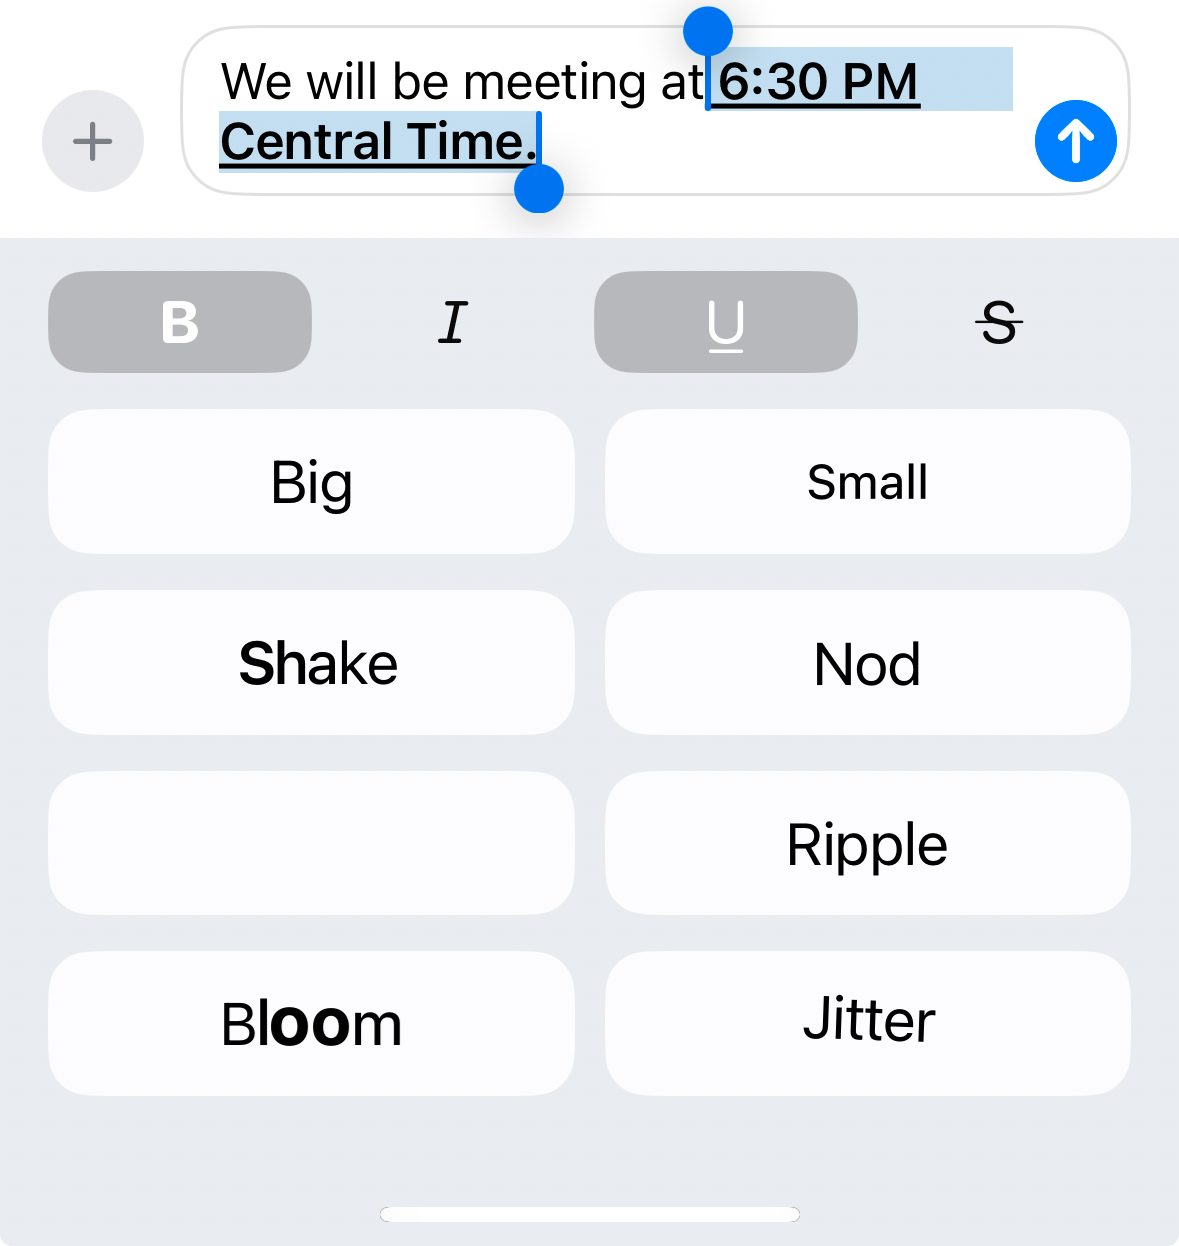 We will be meeting at 6:30 PM
Central Time.
B I U S
Big Small
Shake Nod
Ripple
Bloom Jitter